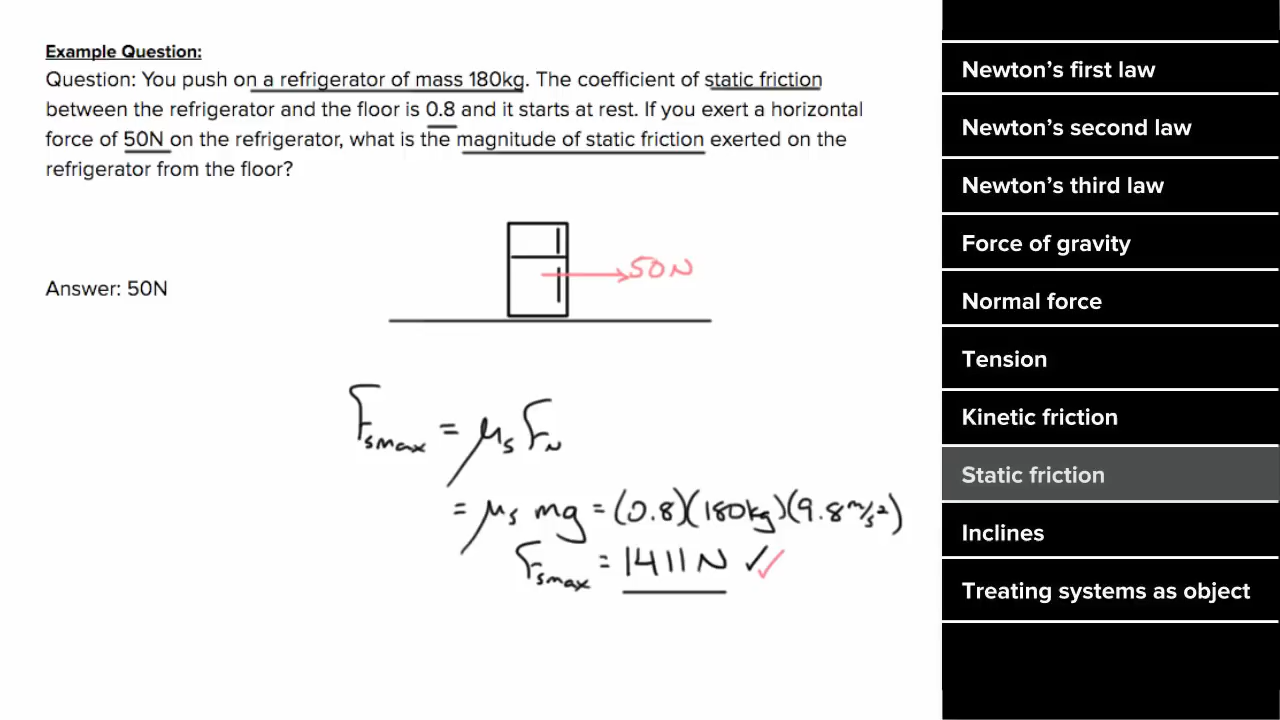 Example Question:
Question: You push on a refrigerator of mass 180kg. The coefficient of static friction
between the refrigerator and the floor is 0.8 and it starts at rest. If you exert a horizontal
force of 50N on the refrigerator, what is the magnitude of static friction exerted on the
refrigerator from the floor?
50N
Answer: 50N
Fsmax = μs FN
= μs mg = (0.8)(180kg)(9.8 m/s²)
Fsmax = 1411 N ✓✓
Newton's first law
Newton's second law
Newton's third law
Force of gravity
Normal force
Tension
Kinetic friction
Static friction
Inclines
Treating systems as object